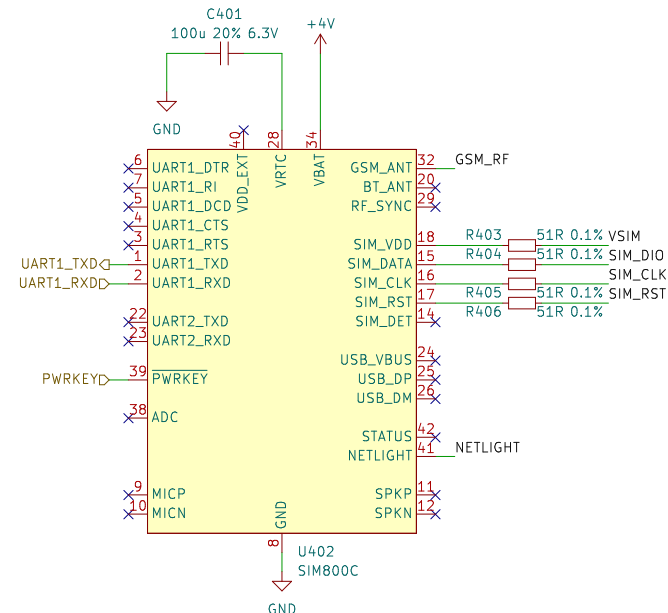 C401
100u 20% 6.3V
+4V
GND
40
28
34
VDD_EXT
VRTC
VBAT
6 UART1_DTR
7 UART1_RI
5 UART1_DCD
4 UART1_CTS
3 UART1_RTS
UART1_TXD 1 UART1_TXD
UART1_RXD 2 UART1_RXD
22 UART2_TXD
23 UART2_RXD
PWRKEY 39 PWRKEY
38 ADC
9 MICP
10 MICN
GSM_ANT 32 GSM_RF
BT_ANT 20
RF_SYNC 29
SIM_VDD 18 R403 51R 0.1% VSIM
SIM_DATA 15 R404 51R 0.1% SIM_DIO
SIM_CLK 16 R405 51R 0.1% SIM_CLK
SIM_RST 17 R406 51R 0.1% SIM_RST
SIM_DET 14
USB_VBUS 24
USB_DP 25
USB_DM 26
STATUS 42
NETLIGHT 41 NETLIGHT
SPKP 11
SPKN 12
GND
8
U402
SIM800C
GND